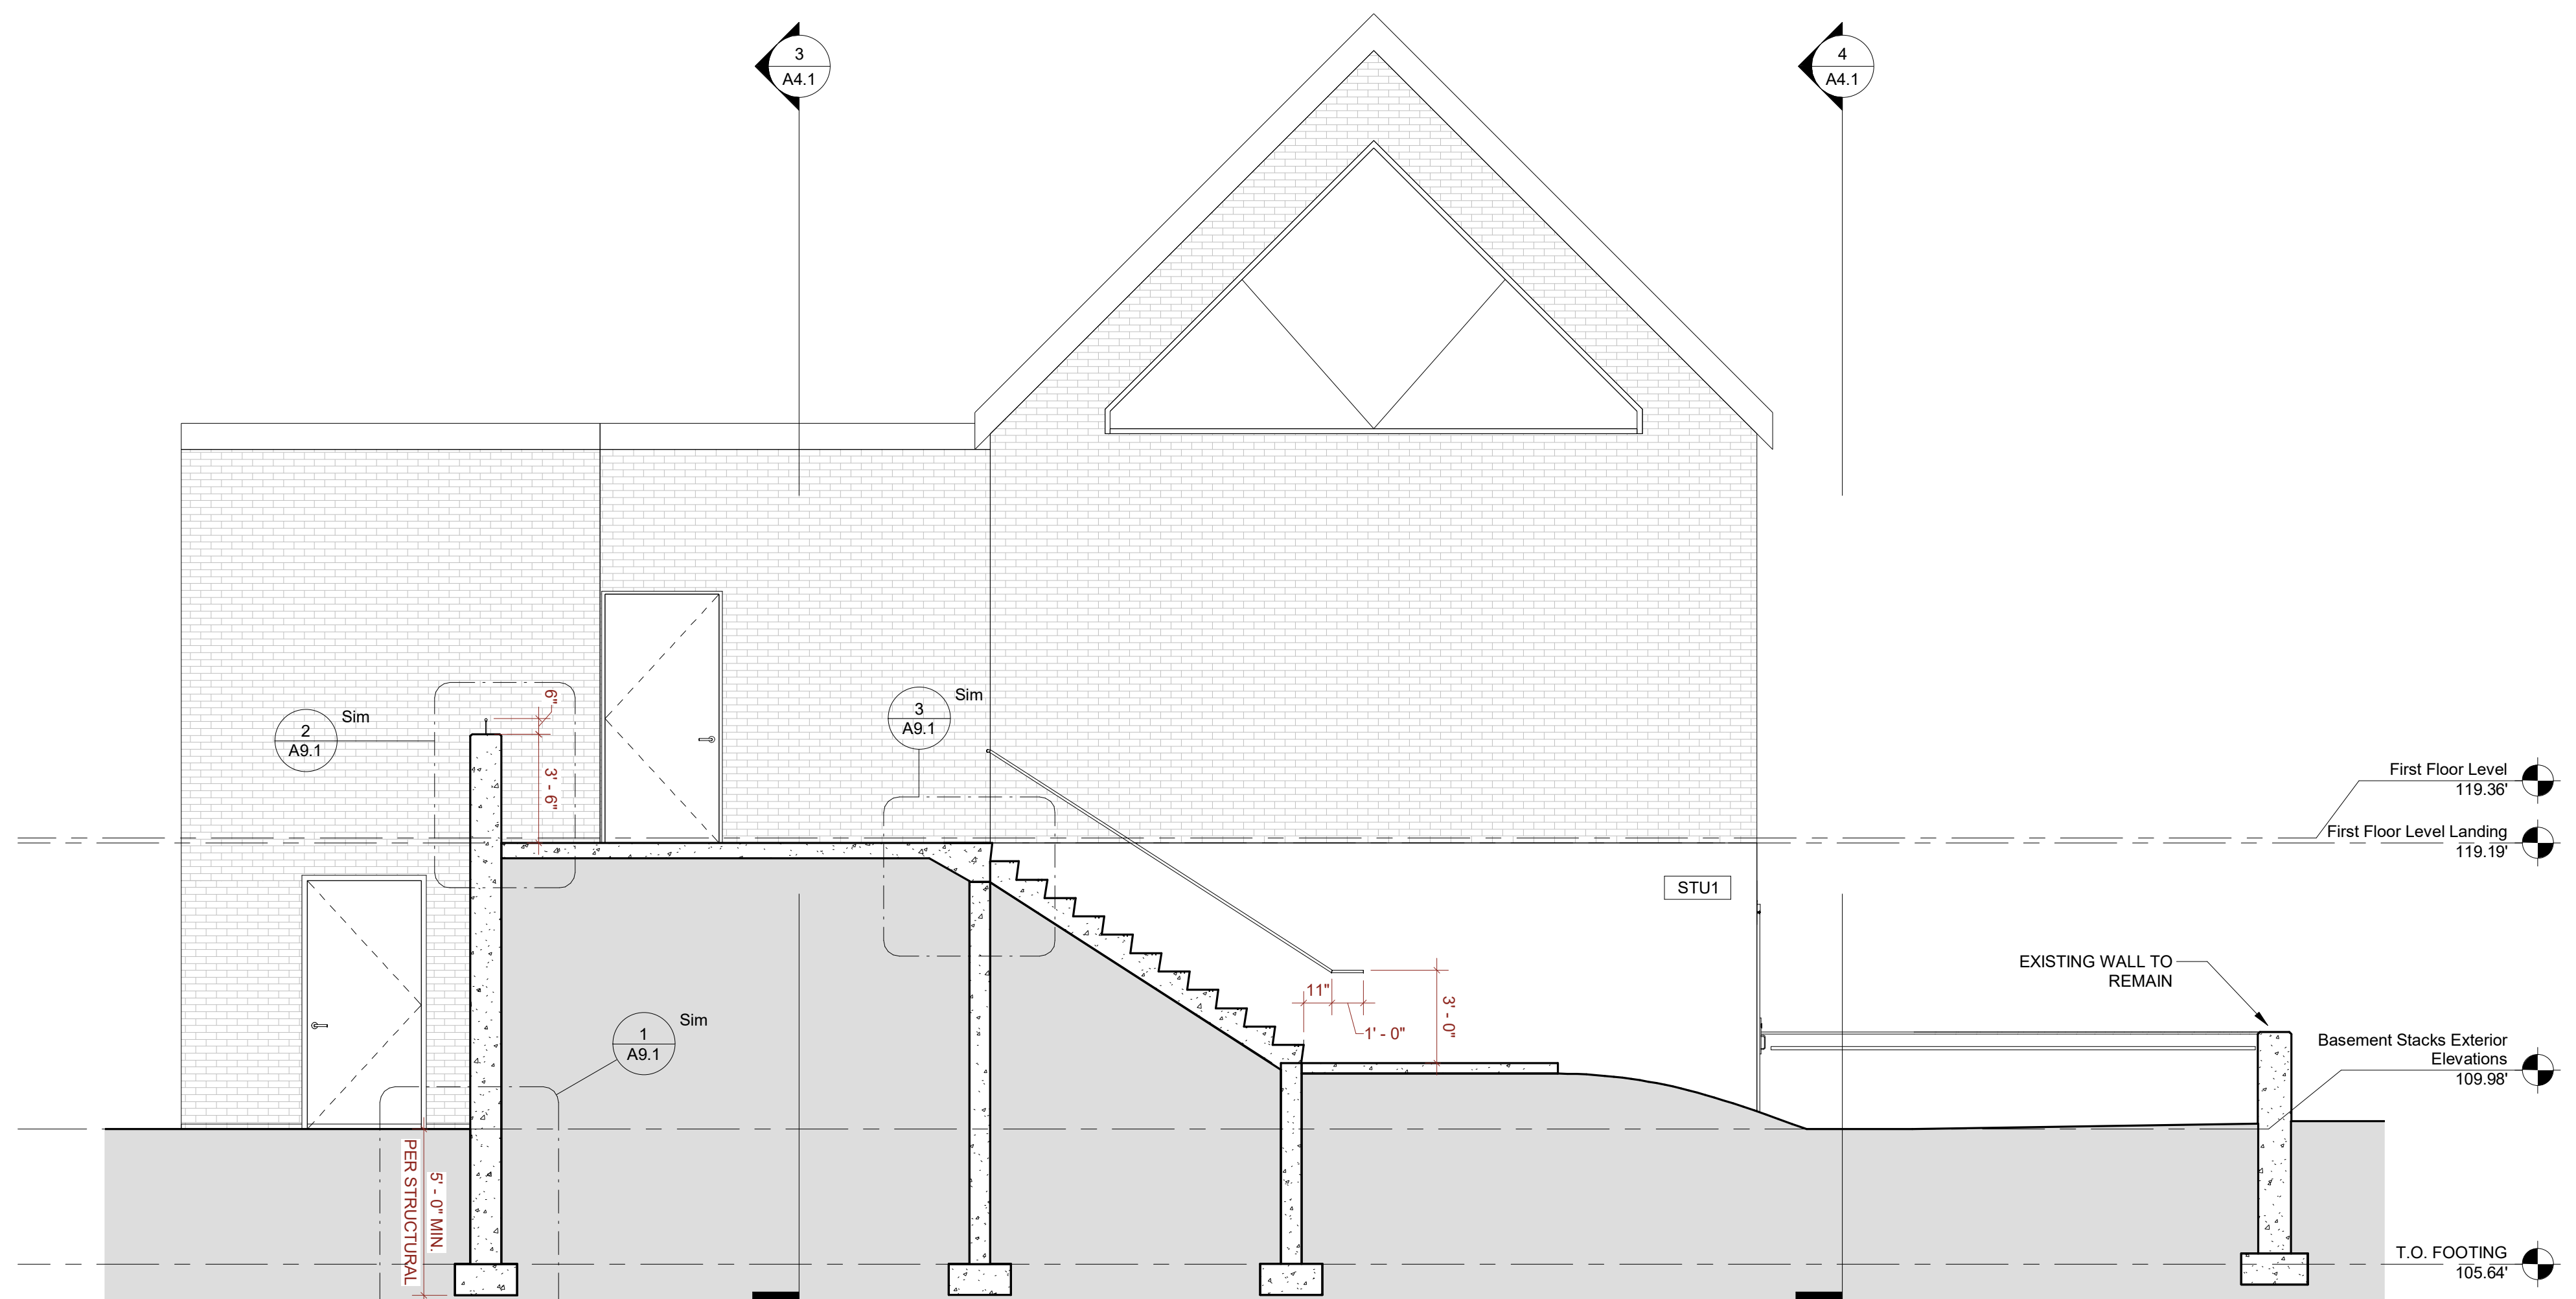 3
A4.1
4
A4.1
6"
Sim
2
A9.1
3' - 6"
Sim
3
A9.1
First Floor Level
119.36'
First Floor Level Landing
119.19'
STU1
EXISTING WALL TO
REMAIN
11"
1' - 0"
3' - 0"
Sim
1
A9.1
Basement Stacks Exterior
Elevations
109.98'
5' - 0" MIN.
PER STRUCTURAL
T.O. FOOTING
105.64'